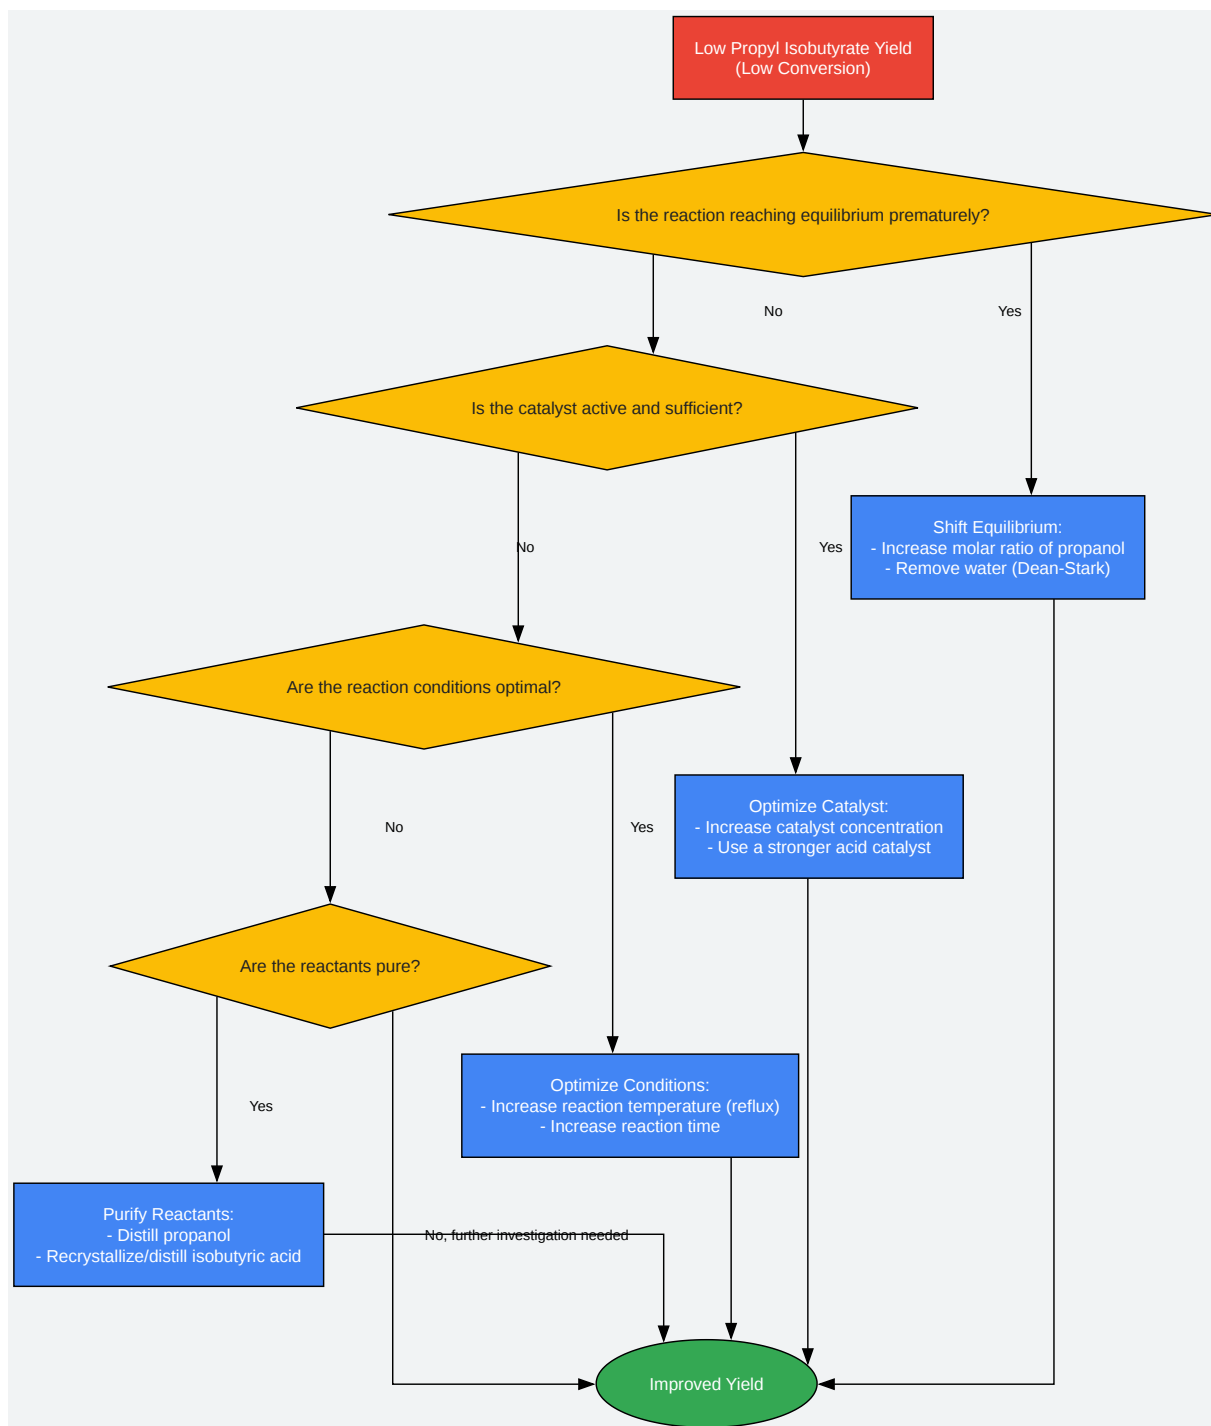 Low Propyl Isobutyrate Yield
(Low Conversion)
Is the reaction reaching equilibrium prematurely?
No
Yes
Is the catalyst active and sufficient?
No
Yes
Shift Equilibrium:
- Increase molar ratio of propanol
- Remove water (Dean-Stark)
Are the reaction conditions optimal?
No
Yes
Optimize Catalyst:
- Increase catalyst concentration
- Use a stronger acid catalyst
Are the reactants pure?
Yes
Optimize Conditions:
- Increase reaction temperature (reflux)
- Increase reaction time
Purify Reactants:
- Distill propanol
- Recrystallize/distill isobutyric acid
No, further investigation needed
Improved Yield